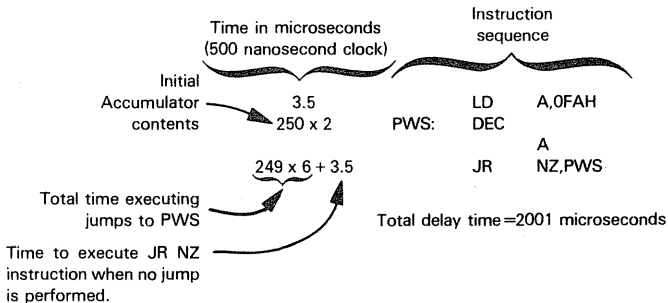 Time in microseconds
(500 nanosecond clock)
Instruction
sequence
Initial
Accumulator
contents
3.5 LD A,0FAH
250 x 2 PWS: DEC
A
249 x 6 + 3.5 JR NZ,PWS
Total time executing
jumps to PWS
Total delay time=2001 microseconds
Time to execute JR NZ
instruction when no jump
is performed.